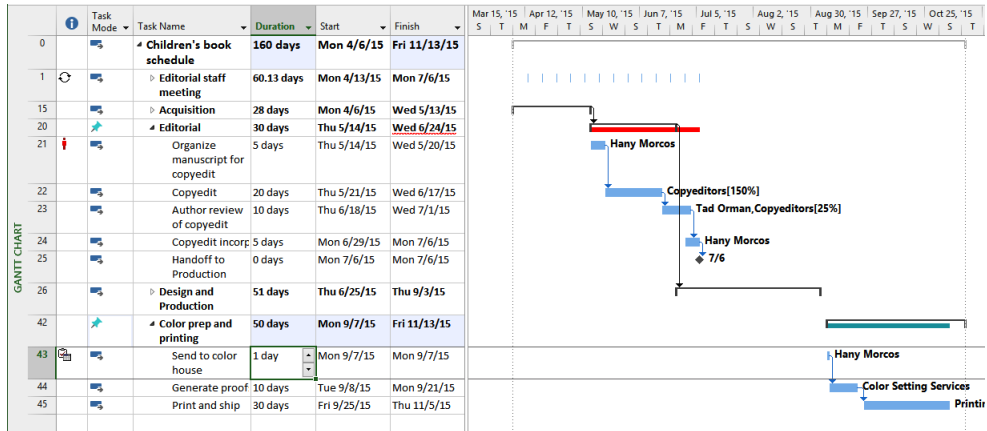 Mar 15, '15 Apr 12, '15 May 10, '15 Jun 7, '15 Jul 5, '15 Aug 2, '15 Aug 30, '15 Sep 27, '15 Oct 25, '15
Task Mode Task Name Duration Start Finish S T M F T S W S T M F T S W S T M F T S W S T
0 Children's book schedule 160 days Mon 4/6/15 Fri 11/13/15
1 Editorial staff meeting 60.13 days Mon 4/13/15 Mon 7/6/15
15 Acquisition 28 days Mon 4/6/15 Wed 5/13/15
20 Editorial 30 days Thu 5/14/15 Wed 6/24/15
21 Organize manuscript for copyedit 5 days Thu 5/14/15 Wed 5/20/15 Hany Morcos
22 Copyedit 20 days Thu 5/21/15 Wed 6/17/15 Copyeditors[150%]
23 Author review of copyedit 10 days Thu 6/18/15 Wed 7/1/15 Tad Orman,Copyeditors[25%]
24 Copyedit incorp 5 days Mon 6/29/15 Mon 7/6/15 Hany Morcos
25 Handoff to Production 0 days Mon 7/6/15 Mon 7/6/15 7/6
26 Design and Production 51 days Thu 6/25/15 Thu 9/3/15
42 Color prep and printing 50 days Mon 9/7/15 Fri 11/13/15
43 Send to color house 1 day Mon 9/7/15 Mon 9/7/15 Hany Morcos
44 Generate proof 10 days Tue 9/8/15 Mon 9/21/15 Color Setting Services
45 Print and ship 30 days Fri 9/25/15 Thu 11/5/15 Printi
GANTT CHART